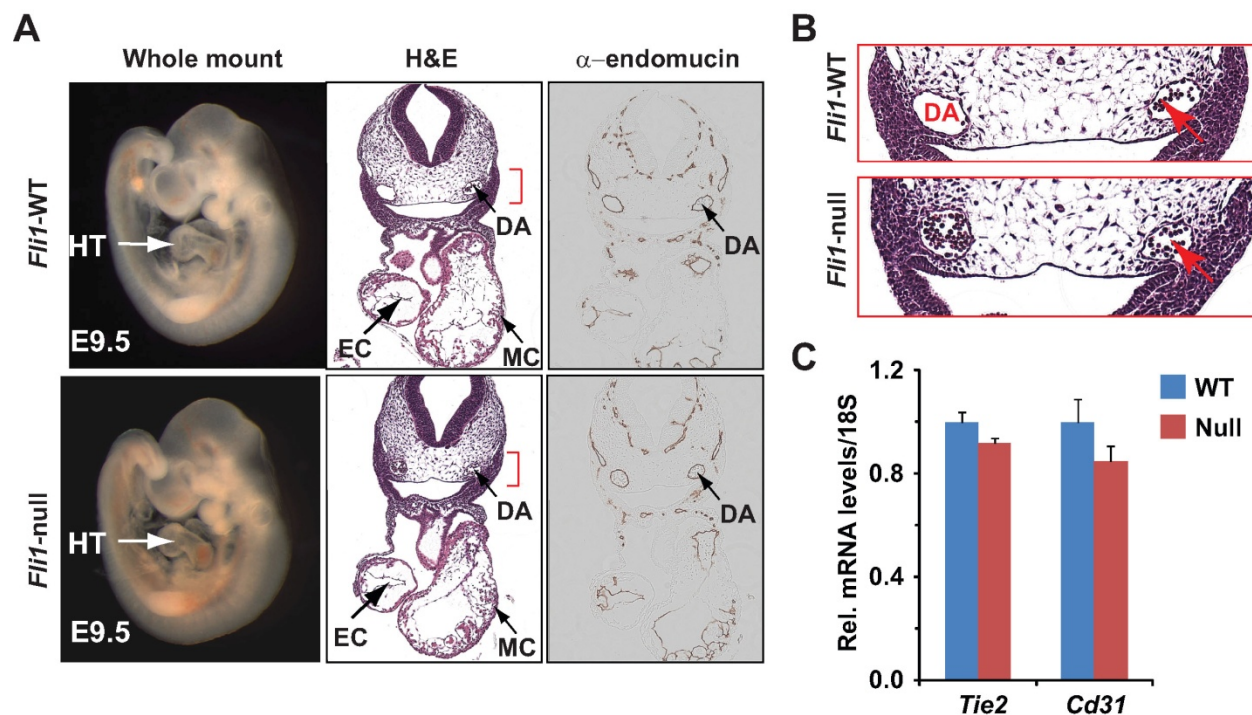 A
Whole mount
H&E
α−endomucin
Fli1-WT
HT
E9.5
DA
EC
MC
DA
Fli1-null
HT
E9.5
DA
EC
MC
DA
B
Fli1-WT
DA
Fli1-null
C
Rel. mRNA levels/18S
1.2
0.8
0.4
0.0
WT
Null
Tie2
Cd31